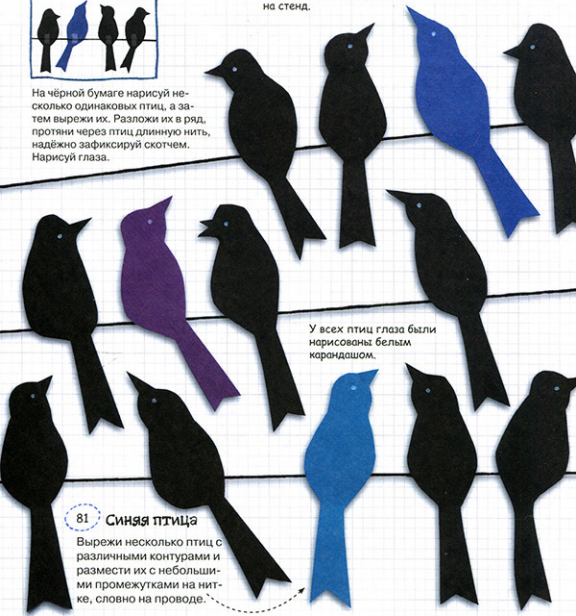 на стенд.
На чёрной бумаге нарисуй не-
сколько одинаковых птиц, а за-
тем вырежи их. Разложи их в ряд,
протяни через птиц длинную нить,
надёжно зафиксируй скотчем.
Нарисуй глаза.
У всех птиц глаза были
нарисованы белым
карандашом.
81 Синяя птица
Вырежи несколько птиц с
различными контурами и
размести их с небольши-
ми промежутками на нит-
ке, словно на проводе.